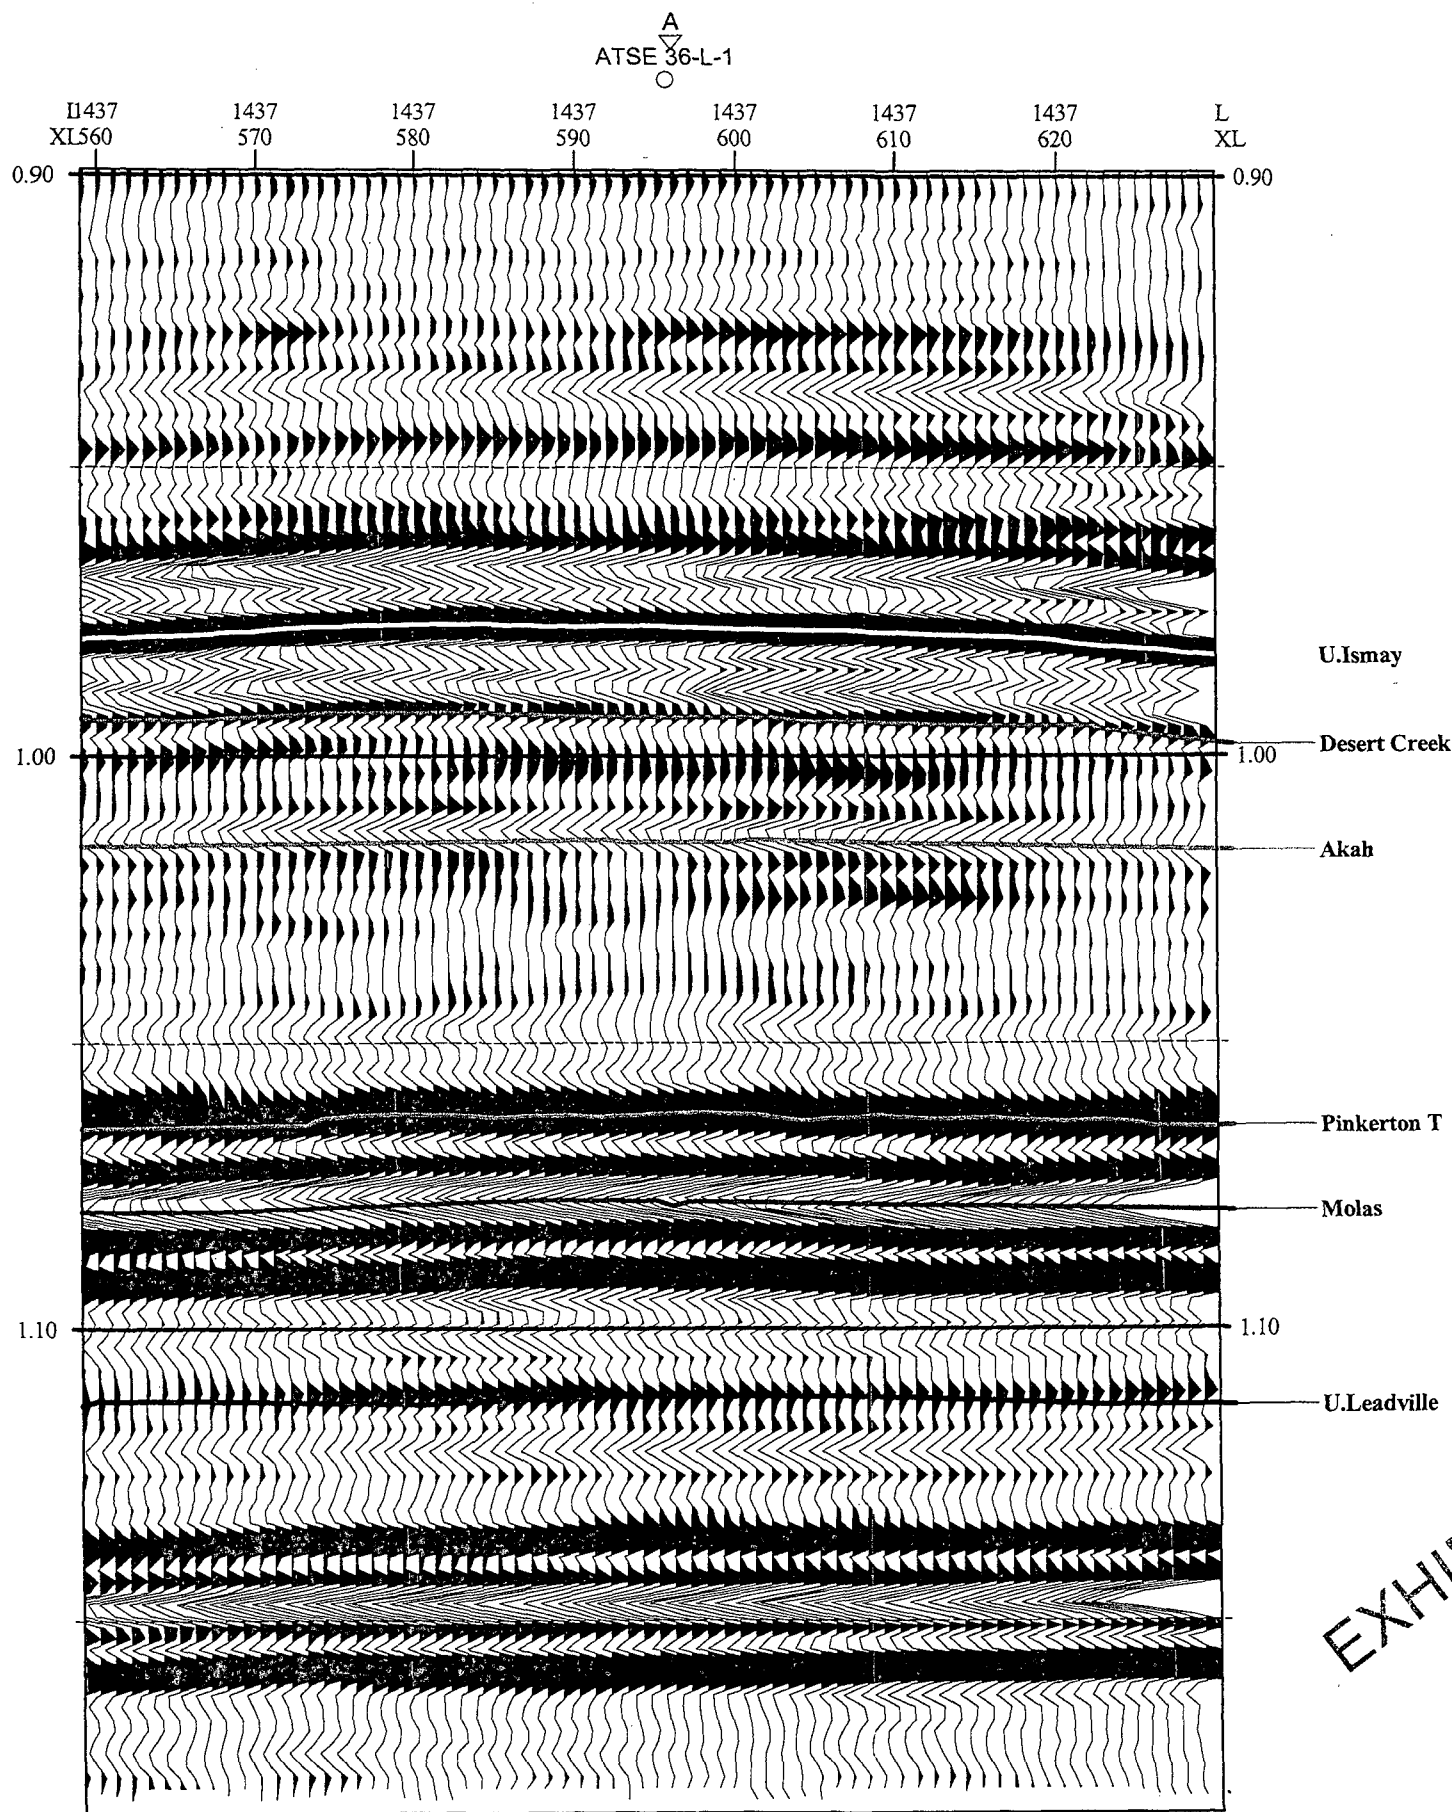 A
ATSE 36-L-1
L1437 1437 1437 1437 1437 1437 1437 L
XL560 570 580 590 600 610 620 XL
0.90 0.90
U.Ismay
Desert Creek
1.00 1.00
Akah
Pinkerton T
Molas
1.10 1.10
U.Leadville